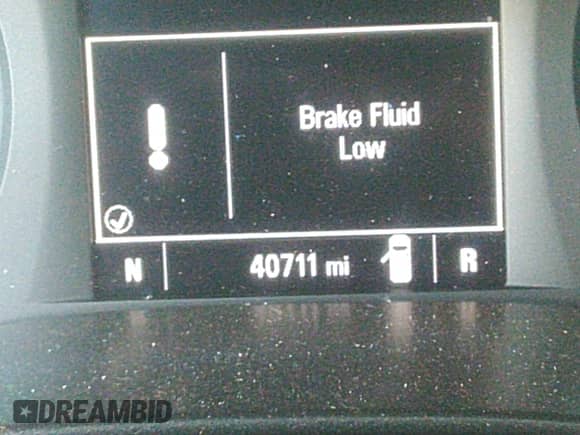 Brake Fluid
Low
N
40711 mi
R
DREAMBID